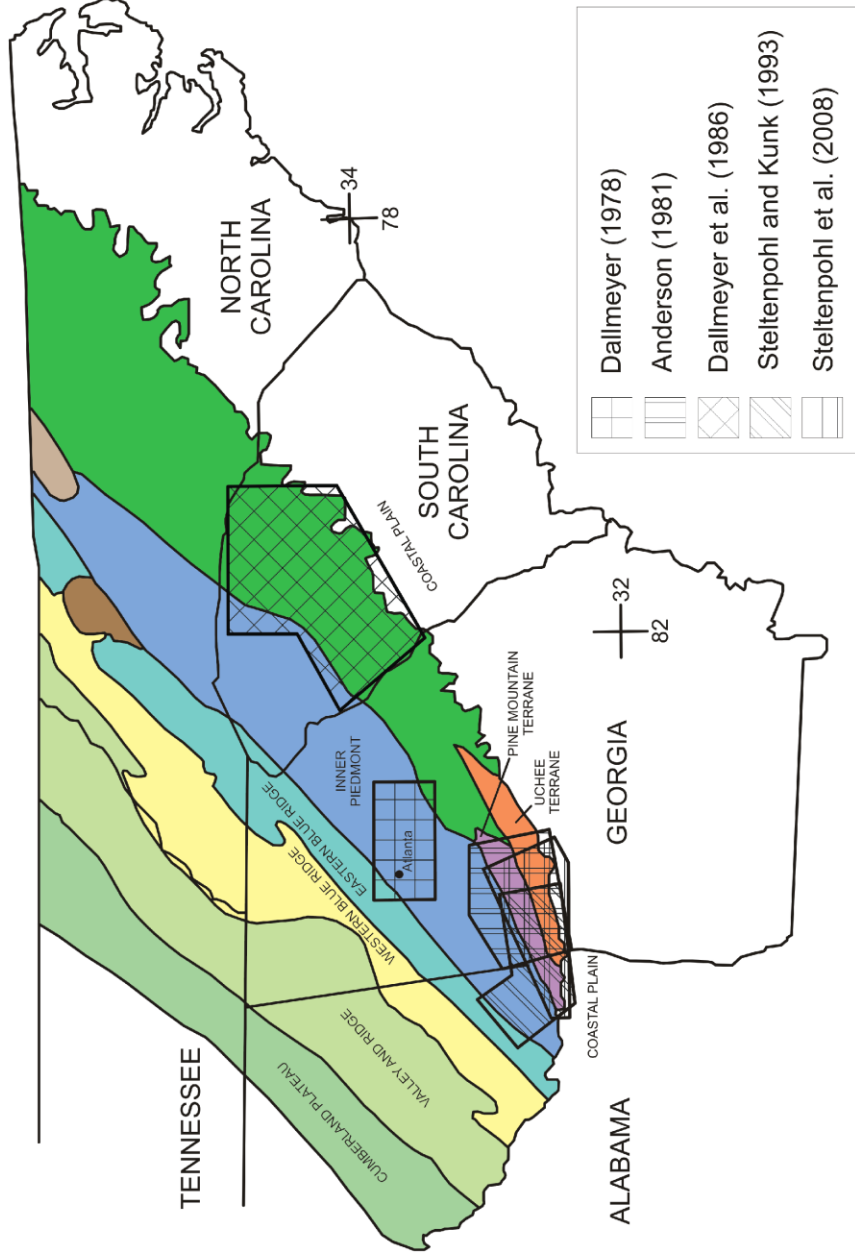 TENNESSEE
NORTH
CAROLINA
SOUTH
CAROLINA
GEORGIA
ALABAMA
CUMBERLAND PLATEAU
VALLEY AND RIDGE
WESTERN BLUE RIDGE
EASTERN BLUE RIDGE
INNER
PIEDMONT
Atlanta
PINE MOUNTAIN
TERRANE
UCHEE
TERRANE
COASTAL PLAIN
COASTAL PLAIN
34
78
32
82
Dallmeyer (1978)
Anderson (1981)
Dallmeyer et al. (1986)
Steltenpohl and Kunk (1993)
Steltenpohl et al. (2008)